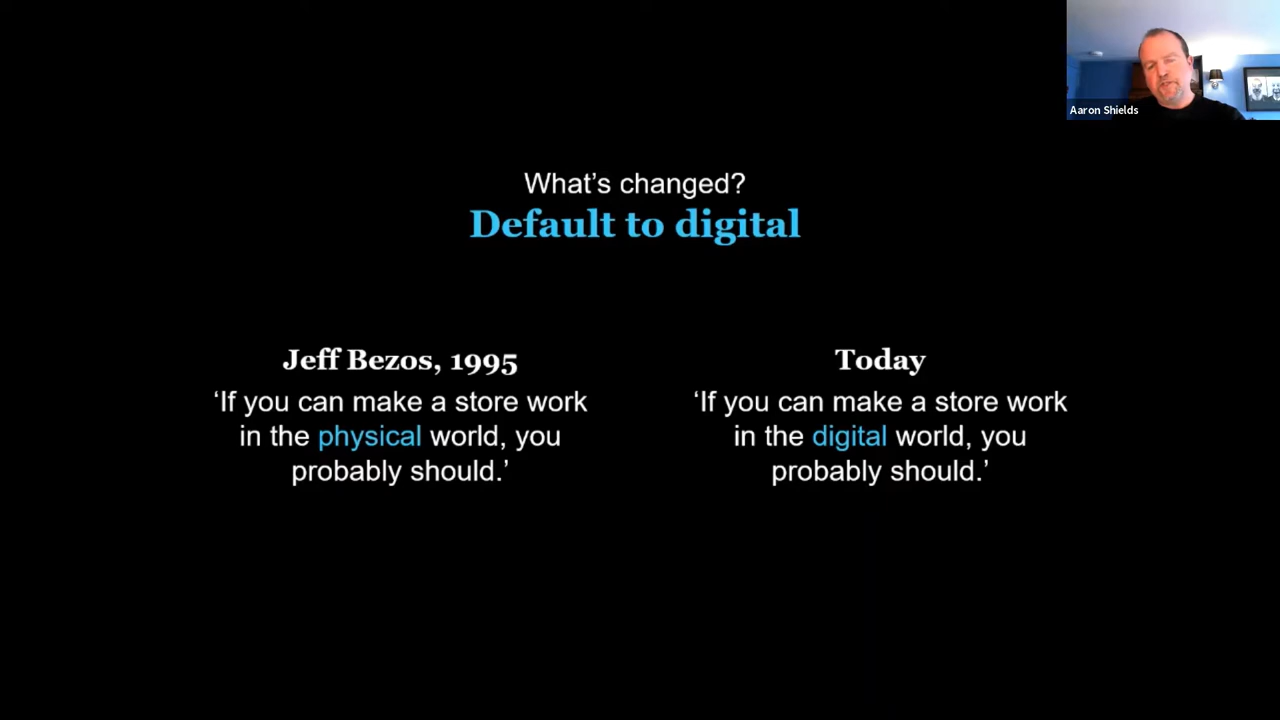 Aaron Shields
What’s changed?
Default to digital
Jeff Bezos, 1995
‘If you can make a store work
in the physical world, you
probably should.’
Today
‘If you can make a store work
in the digital world, you
probably should.’